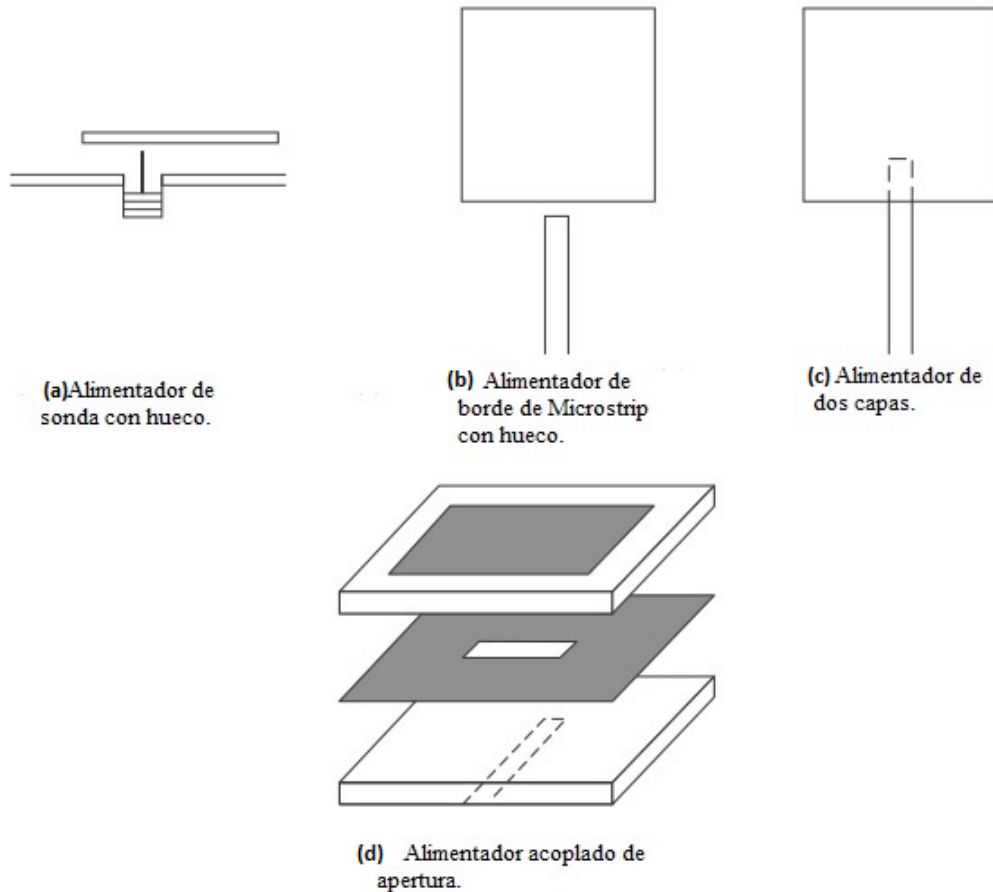 (a)Alimentador de
sonda con hueco.
(b) Alimentador de
borde de Microstrip
con hueco.
(c) Alimentador de
dos capas.
(d) Alimentador acoplado de
apertura.